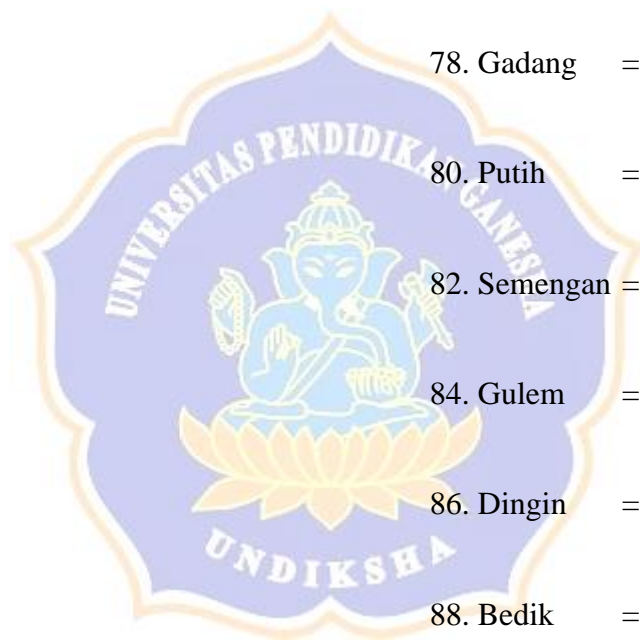 78. Gadang =
UNIVERSITAS PENDIDIKAN GANESHA
80. Putih =
82. Semengan =
84. Gulem =
86. Dingin =
UNDIKSHA
88. Bedik =